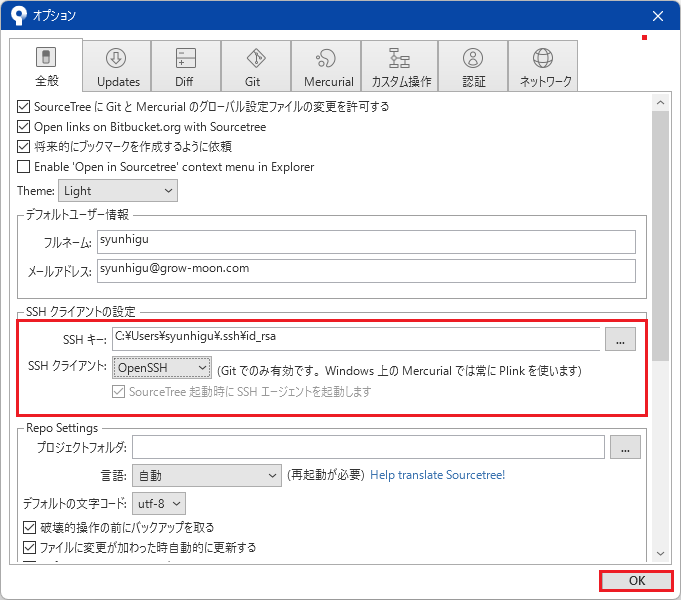 オプション
全般
Updates
Diff
Git
Mercurial
カスタム操作
認証
ネットワーク
SourceTree に Git と Mercurial のグローバル設定ファイルの変更を許可する
Open links on Bitbucket.org with Sourcetree
将来的にブックマークを作成するように依頼
Enable 'Open in Sourcetree' context menu in Explorer
Theme: Light
デフォルトユーザー情報
フルネーム: syunhigu
メールアドレス: syunhigu@grow-moon.com
SSH クライアントの設定
SSH キー: C:¥Users¥syunhigu¥.ssh¥id_rsa ...
SSH クライアント: OpenSSH (Git でのみ有効です。Windows 上の Mercurial では常に Plink を使います)
SourceTree 起動時に SSH エージェントを起動します
Repo Settings
プロジェクトフォルダ: ...
言語: 自動 (再起動が必要) Help translate Sourcetree!
デフォルトの文字コード: utf-8
破壊的操作の前にバックアップを取る
ファイルに変更が加わった時自動的に更新する
OK